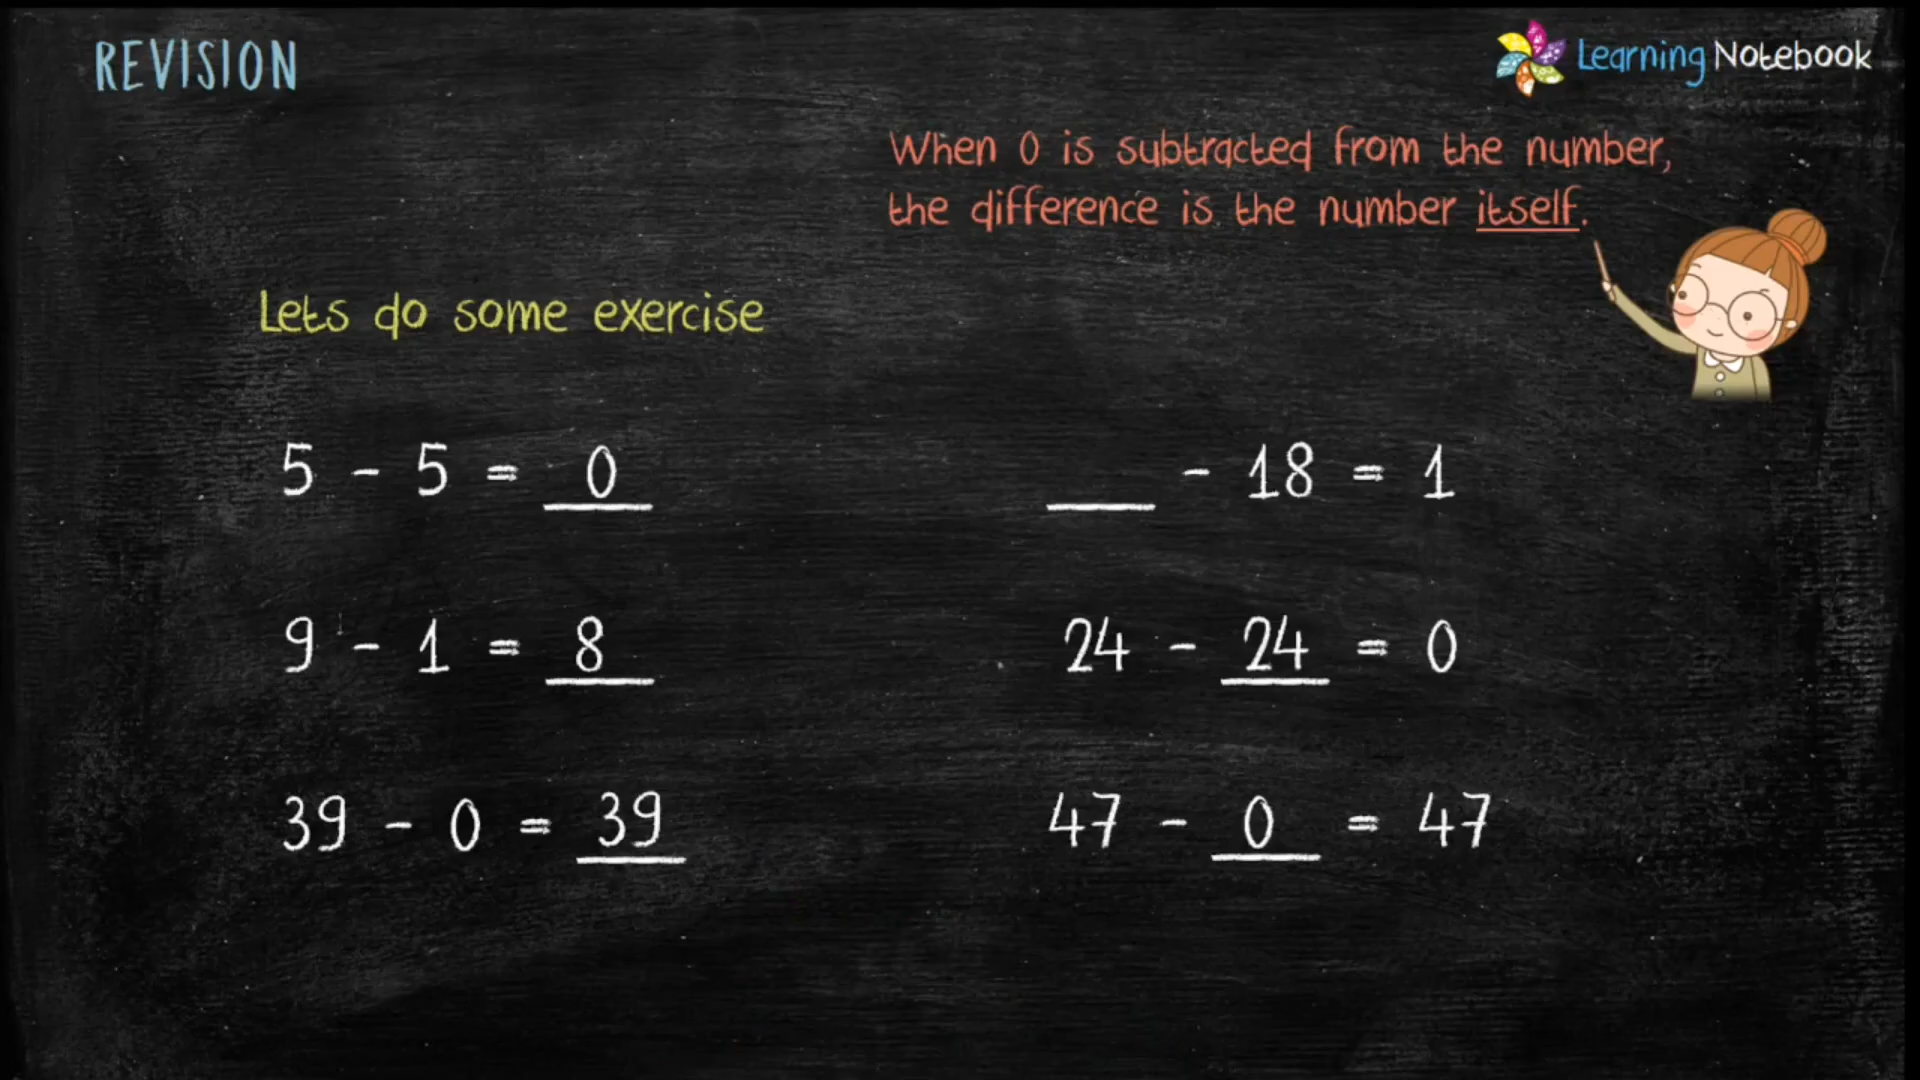 REVISION
Learning Notebook
When 0 is subtracted from the number,
the difference is the number itself.
Lets do some exercise
5 - 5 = 0
___ - 18 = 1
9 - 1 = 8
24 - 24 = 0
39 - 0 = 39
47 - 0 = 47